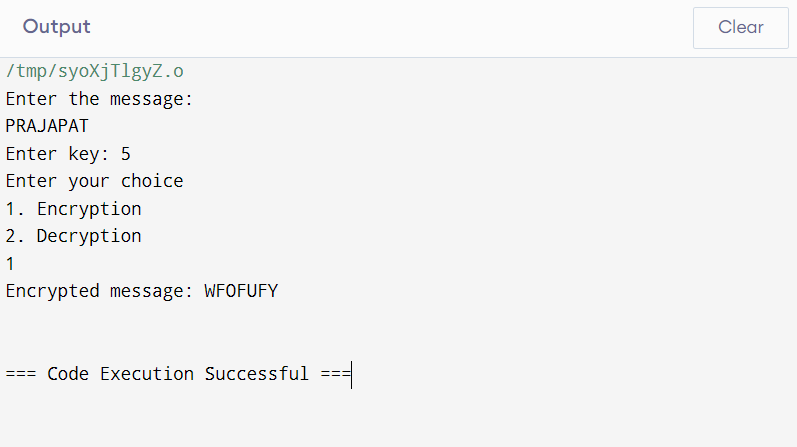 Output
Clear
/tmp/syoXjTlgyZ.o
Enter the message:
PRAJAPAT
Enter key: 5
Enter your choice
1. Encryption
2. Decryption
1
Encrypted message: WFOFUFY
=== Code Execution Successful ===